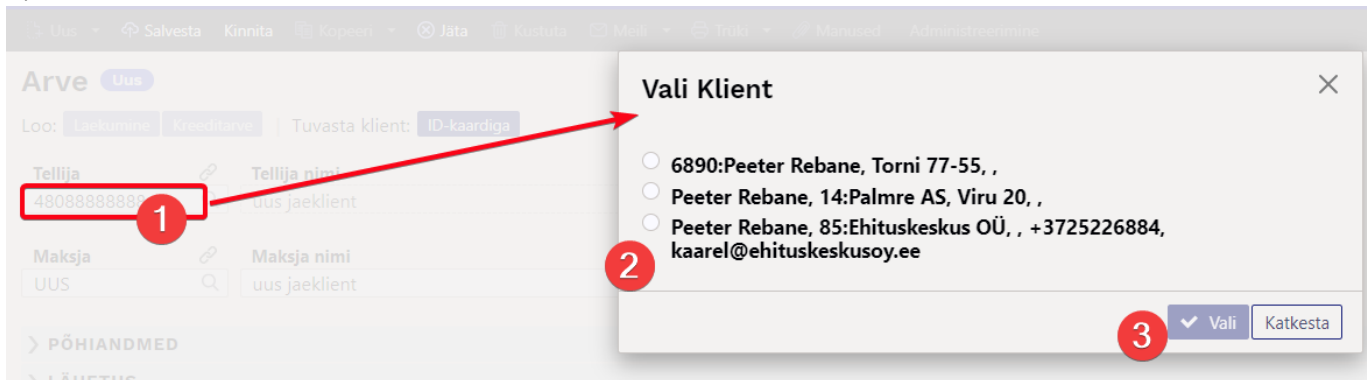 Uus Salvesta Kinnita Kopeeri Jäta Kustuta Meili Trüki Manused Administreerimine
Arve Uus
Loo: Laekumine Kreeditarve Tuvasta klient: ID-kaardiga
Tellija Tellija nimi
48088888888 uus jaeklient
1
Maksja Maksja nimi
UUS uus jaeklient
PÕHIANDMED
LÄHETUS
Vali Klient
6890:Peeter Rebane, Torni 77-55, ,
Peeter Rebane, 14:Palmre AS, Viru 20, ,
Peeter Rebane, 85:Ehituskeskus OÜ, , +3725226884,
kaarel@ehituskeskusoy.ee
2
3
Vali Katkesta